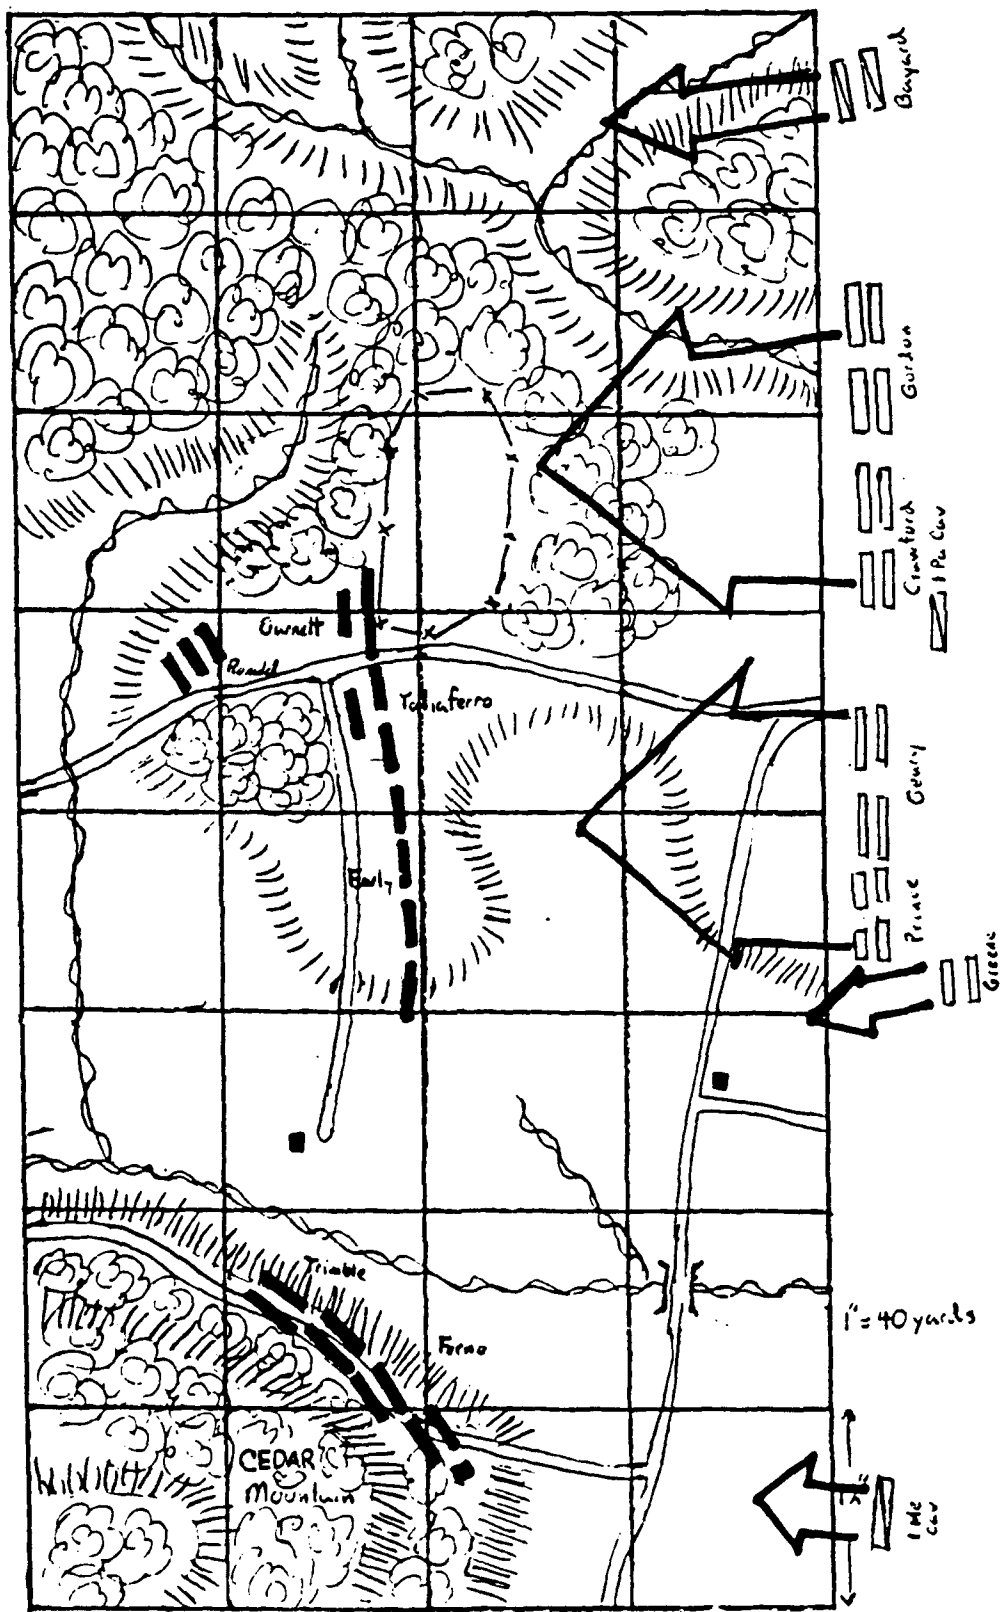 Bayard
Gordon
Crawford
1 Pa Cav
Garnett
Ronald
Taliaferro
Geary
Early
Prince
Greene
Trimble
Forno
1" = 40 yards
CEDAR
Mountain
12"
1 Me
Cav